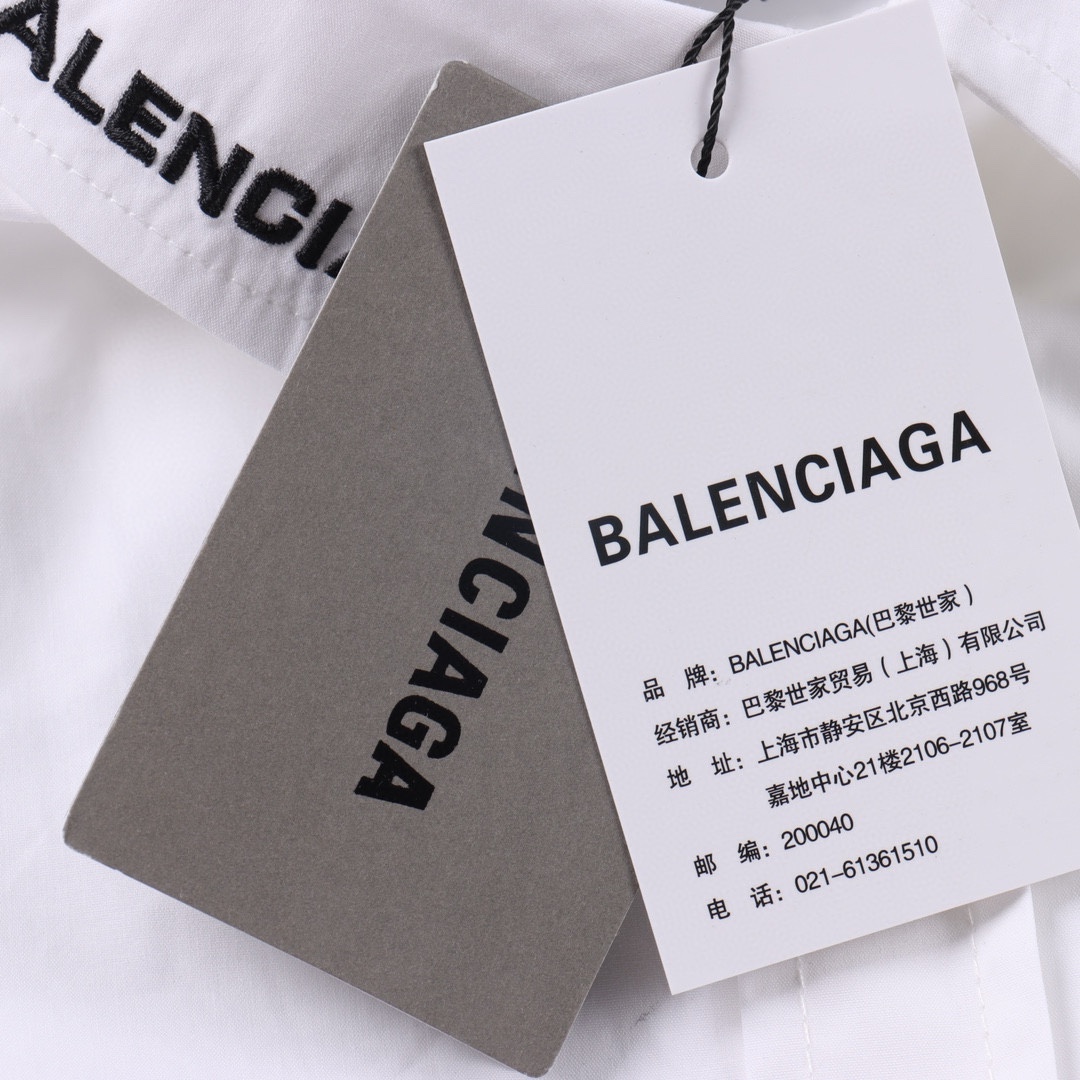 ALENCIA
NCIAGA
BALENCIAGA
品 牌：BALENCIAGA(巴黎世家）
经销商：巴黎世家贸易（上海）有限公司
地 址：上海市静安区北京西路968号
嘉地中心21楼2106-2107室
邮 编：200040
电 话：021-61361510